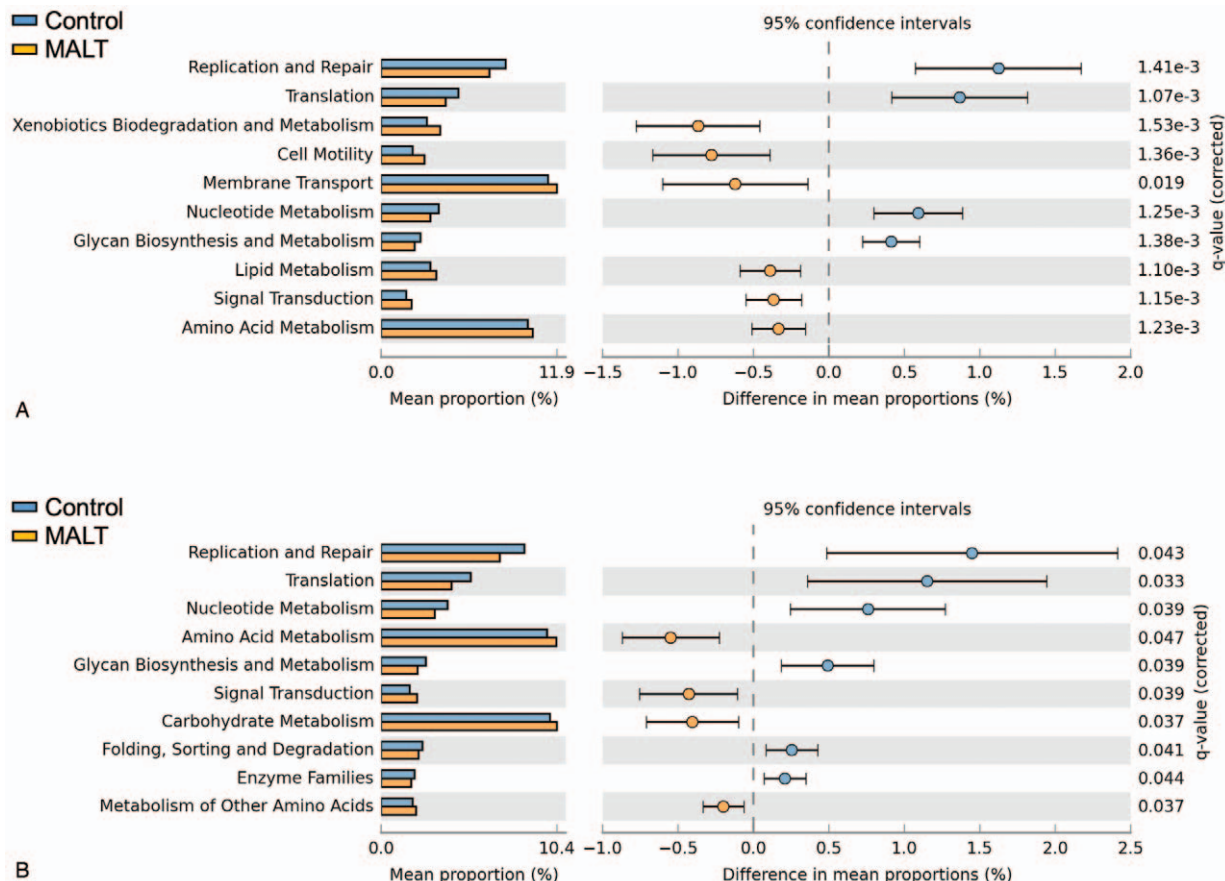 Control
MALT
95% confidence intervals
Replication and Repair 1.41e-3
Translation 1.07e-3
Xenobiotics Biodegradation and Metabolism 1.53e-3
Cell Motility 1.36e-3
Membrane Transport 0.019
Nucleotide Metabolism 1.25e-3
Glycan Biosynthesis and Metabolism 1.38e-3
Lipid Metabolism 1.10e-3
Signal Transduction 1.15e-3
Amino Acid Metabolism 1.23e-3
q-value (corrected)
0.0 11.9 −1.5 −1.0 −0.5 0.0 0.5 1.0 1.5 2.0
Mean proportion (%) Difference in mean proportions (%)
A
Control
MALT
95% confidence intervals
Replication and Repair 0.043
Translation 0.033
Nucleotide Metabolism 0.039
Amino Acid Metabolism 0.047
Glycan Biosynthesis and Metabolism 0.039
Signal Transduction 0.039
Carbohydrate Metabolism 0.037
Folding, Sorting and Degradation 0.041
Enzyme Families 0.044
Metabolism of Other Amino Acids 0.037
q-value (corrected)
0.0 10.4 −1.0 −0.5 0.0 0.5 1.0 1.5 2.0 2.5
Mean proportion (%) Difference in mean proportions (%)
B